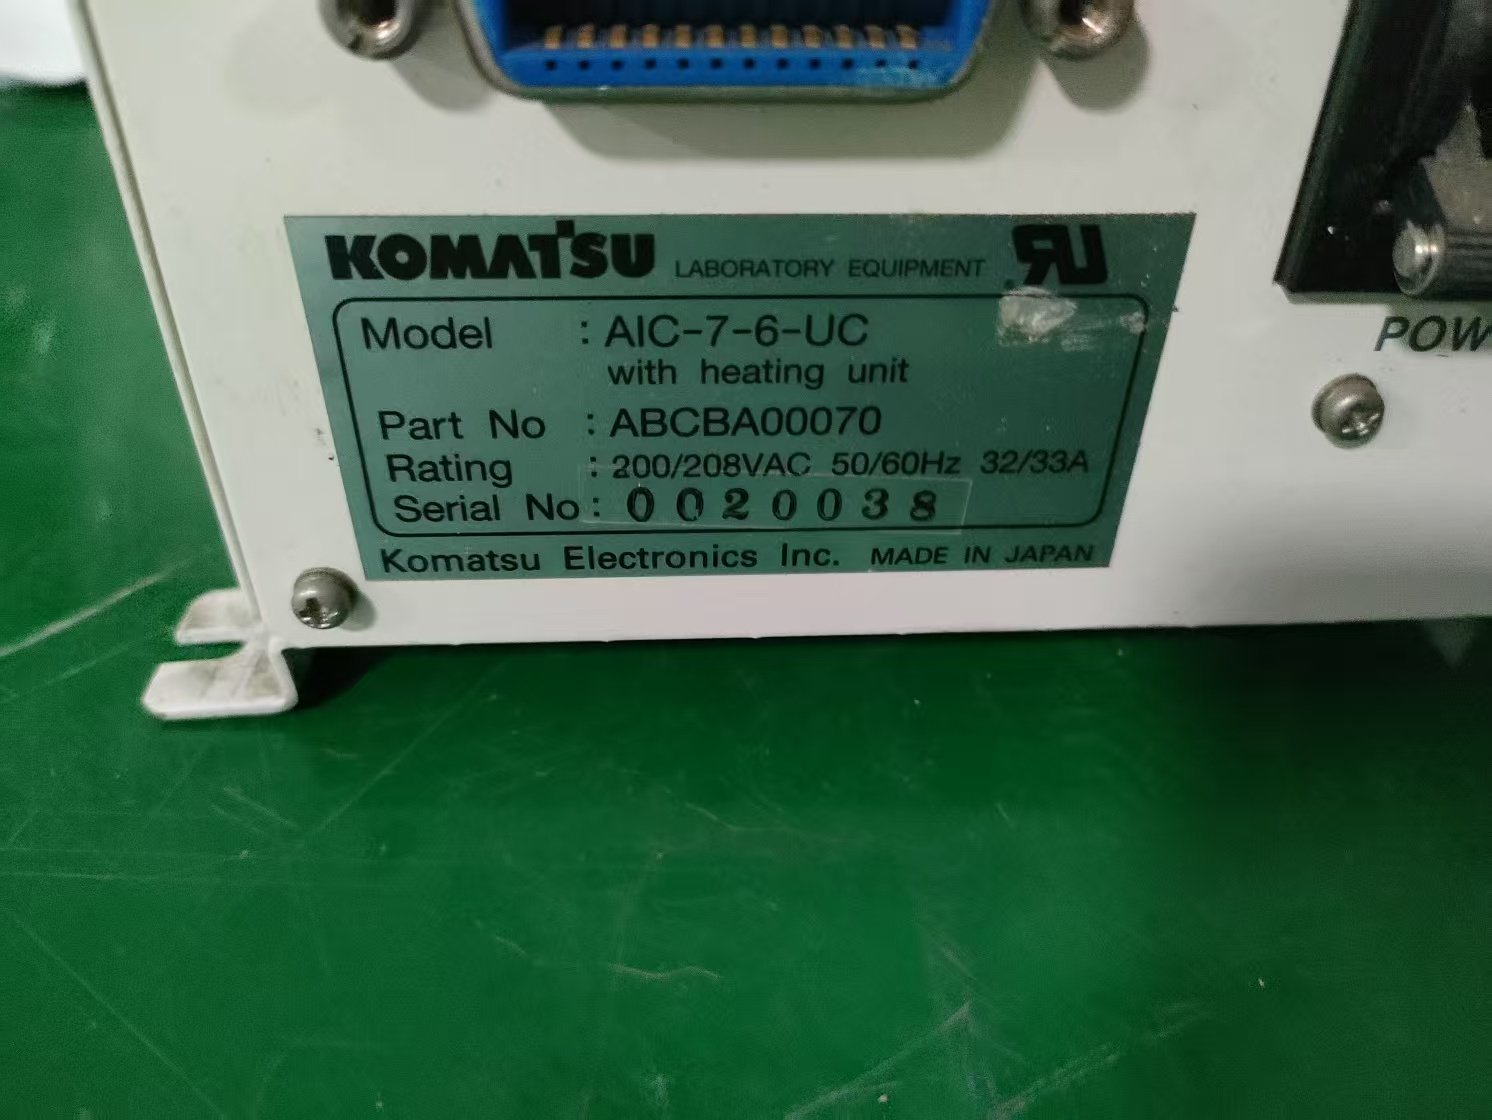 KOMATSU LABORATORY EQUIPMENT RU
Model : AIC-7-6-UC
with heating unit
Part No : ABCBA00070
Rating : 200/208VAC 50/60Hz 32/33A
Serial No : 0020038
Komatsu Electronics Inc. MADE IN JAPAN
POW